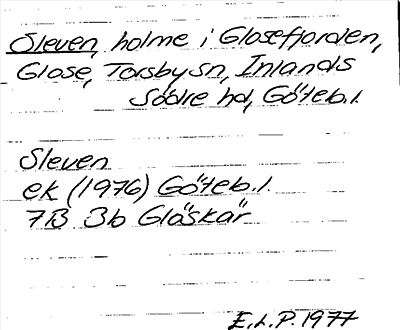 Sleven, holme i Glosefjorden,
Glose, Torsby sn, Inlands
Södre hd, Göteb.l.
Sleven
ek (1976) Göteb.l.
7B 3b Glöskär
E.L.P. 1977